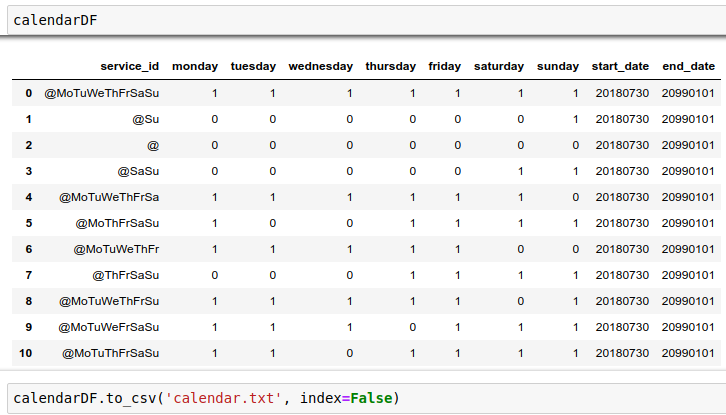 calendarDF
service_id monday tuesday wednesday thursday friday saturday sunday start_date end_date
0 @MoTuWeThFrSaSu 1 1 1 1 1 1 1 20180730 20990101
1 @Su 0 0 0 0 0 0 1 20180730 20990101
2 @ 0 0 0 0 0 0 0 20180730 20990101
3 @SaSu 0 0 0 0 0 1 1 20180730 20990101
4 @MoTuWeThFrSa 1 1 1 1 1 1 0 20180730 20990101
5 @MoThFrSaSu 1 0 0 1 1 1 1 20180730 20990101
6 @MoTuWeThFr 1 1 1 1 1 0 0 20180730 20990101
7 @ThFrSaSu 0 0 0 1 1 1 1 20180730 20990101
8 @MoTuWeThFrSu 1 1 1 1 1 0 1 20180730 20990101
9 @MoTuWeFrSaSu 1 1 1 0 1 1 1 20180730 20990101
10 @MoTuThFrSaSu 1 1 0 1 1 1 1 20180730 20990101
calendarDF.to_csv('calendar.txt', index=False)